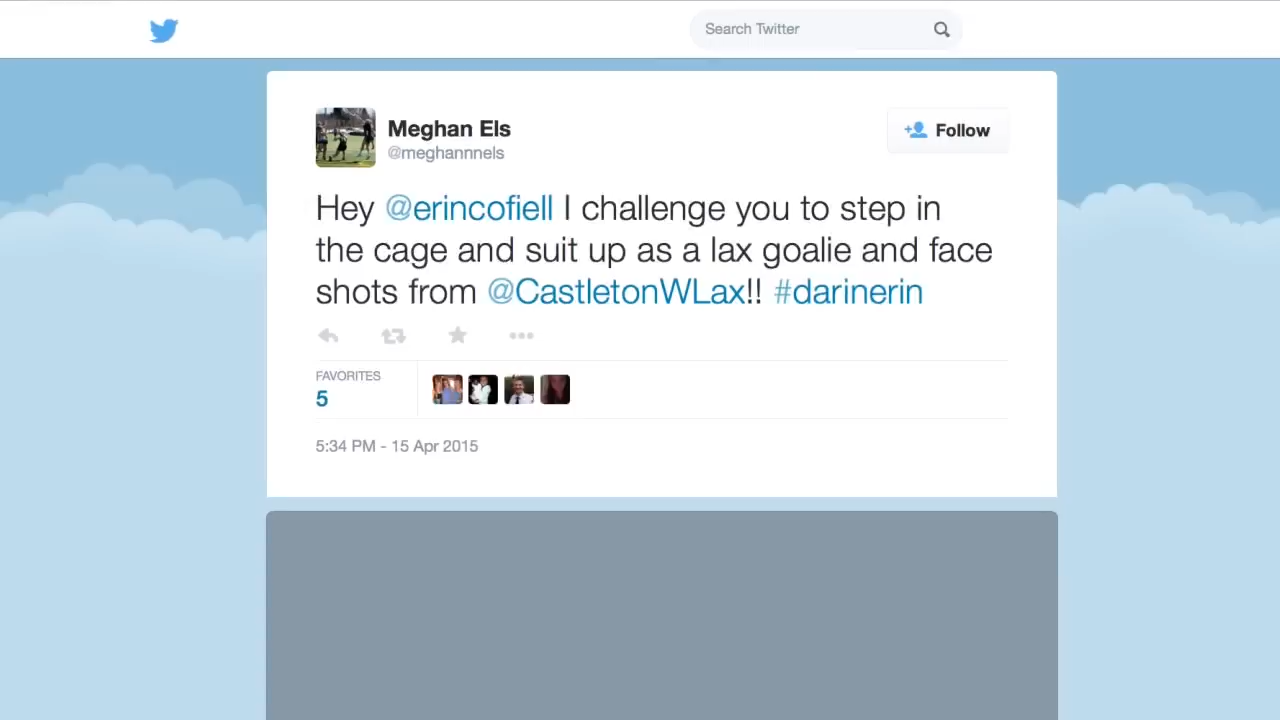 Search Twitter
Meghan Els
@meghannnels
Follow
Hey @erincofiell I challenge you to step in
the cage and suit up as a lax goalie and face
shots from @CastletonWLax!! #darinerin
FAVORITES
5
5:34 PM - 15 Apr 2015